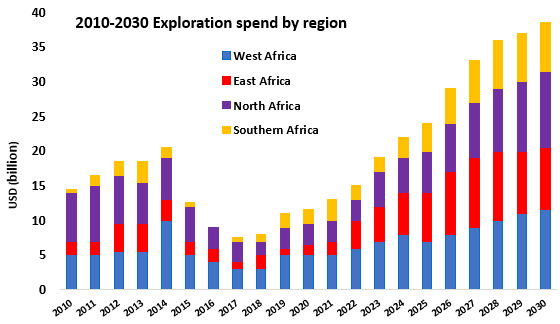 2010-2030 Exploration spend by region
West Africa
East Africa
North Africa
Southern Africa
USD (billion)
40
35
30
25
20
15
10
5
0
2010 2011 2012 2013 2014 2015 2016 2017 2018 2019 2020 2021 2022 2023 2024 2025 2026 2027 2028 2029 2030